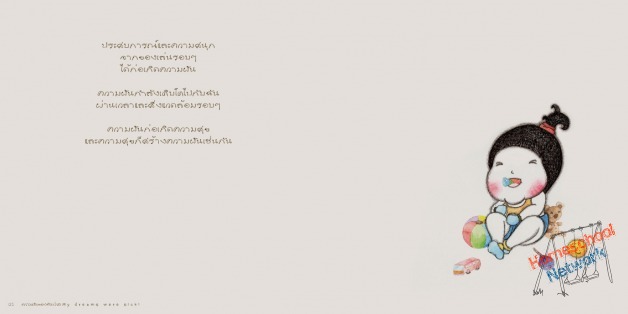 ประสบการณ์และความสนุก
จากของเล่นรอบๆ
ได้ก่อเกิดความฝัน
ความฝันกำลังเติบโตไปกับฉัน
ผ่านเวลาและสิ่งแวดล้อมรอบๆ
ความฝันก่อเกิดความสุข
และความสุขก็สร้างความฝันเช่นกัน
Homeschool
Network